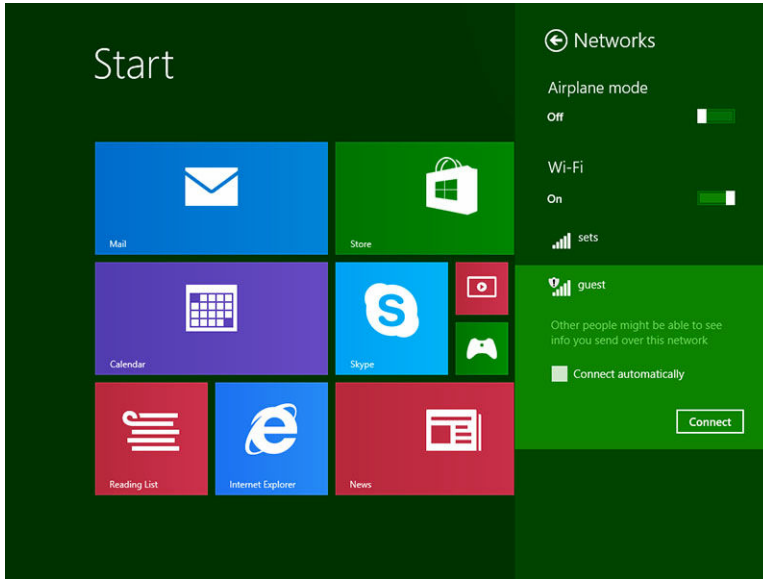 Start
Mail
Store
Calendar
Skype
Reading List
Internet Explorer
News
Networks
Airplane mode
Off
Wi-Fi
On
sets
guest
Other people might be able to see
info you send over this network
Connect automatically
Connect